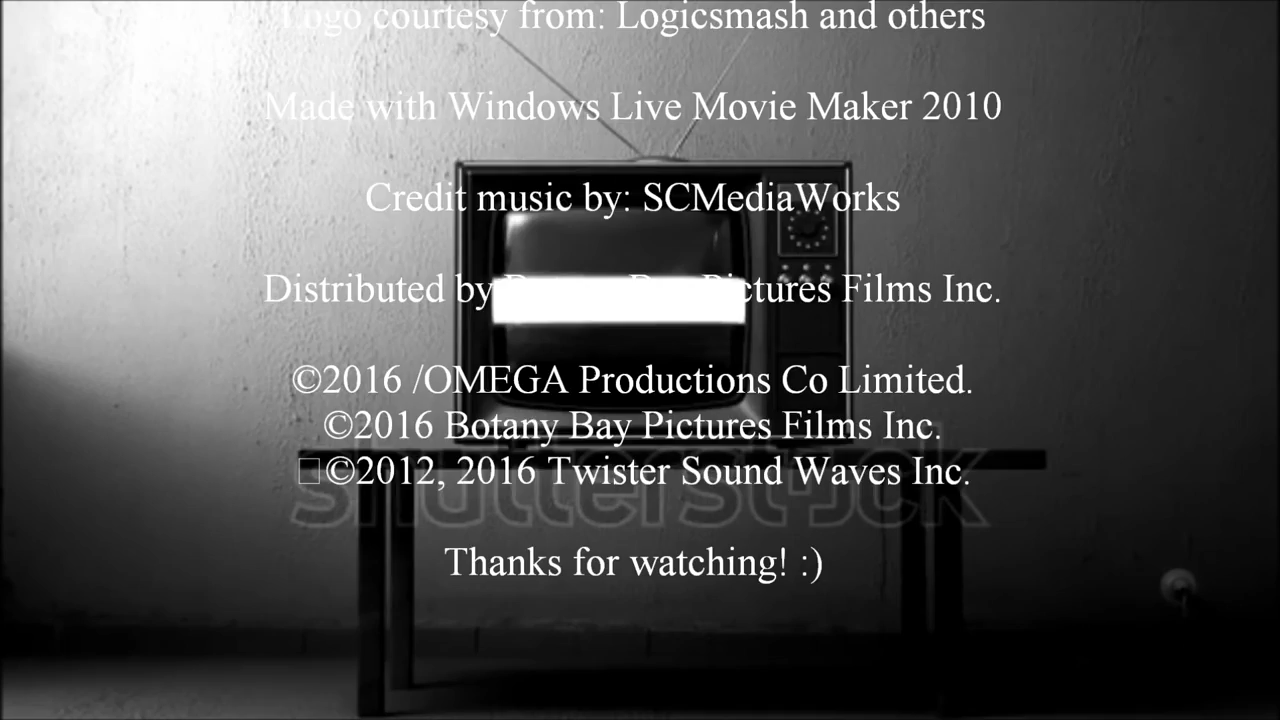 Logo courtesy from: Logicsmash and others
Made with Windows Live Movie Maker 2010
Credit music by: SCMediaWorks
Distributed by Botany Bay Pictures Films Inc.
©2016 /OMEGA Productions Co Limited.
©2016 Botany Bay Pictures Films Inc.
□©2012, 2016 Twister Sound Waves Inc.
shutterstock
Thanks for watching! :)